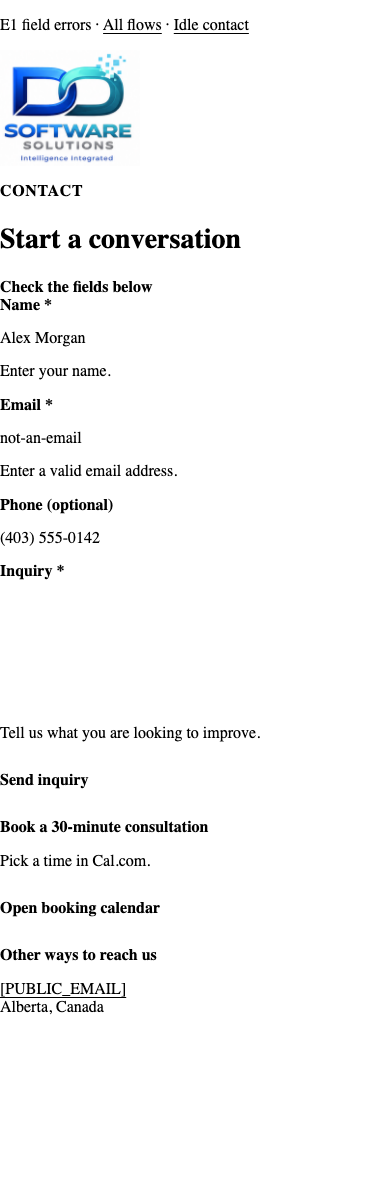 E1 field errors · All flows · Idle contact
DO
SOFTWARE
SOLUTIONS
Intelligence Integrated
CONTACT
Start a conversation
Check the fields below
Name *
Alex Morgan
Enter your name.
Email *
not-an-email
Enter a valid email address.
Phone (optional)
(403) 555-0142
Inquiry *
Tell us what you are looking to improve.
Send inquiry
Book a 30-minute consultation
Pick a time in Cal.com.
Open booking calendar
Other ways to reach us
[PUBLIC_EMAIL]
Alberta, Canada